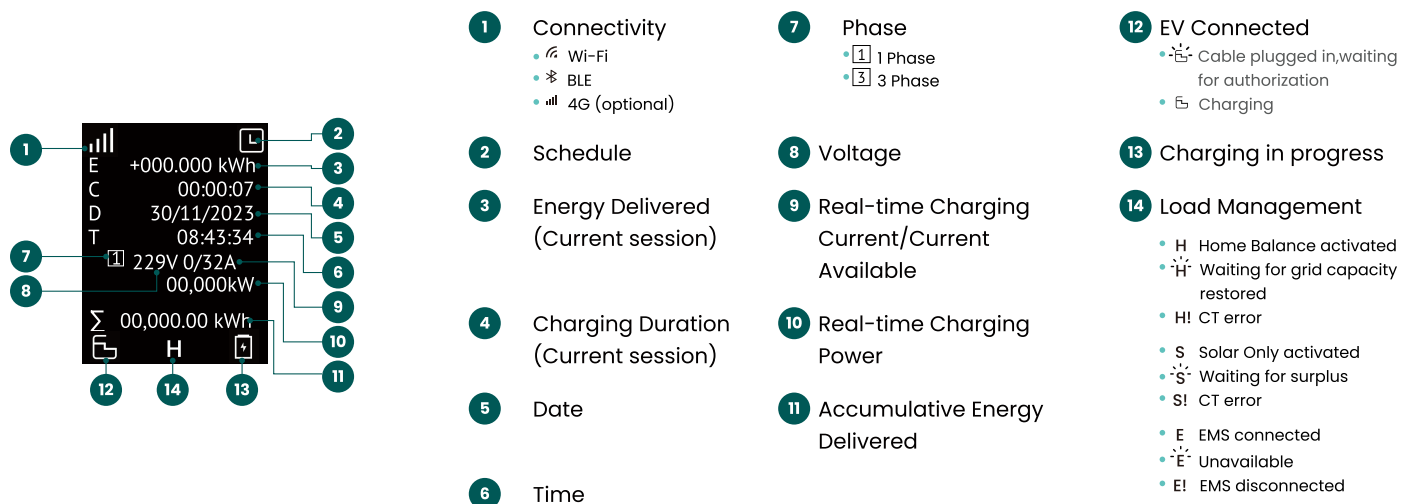 E +000.000 kWh
C 00:00:07
D 30/11/2023
T 08:43:34
1 229V 0/32A
00,000kW
∑ 00,000.00 kWh
H
1
2
3
4
5
6
7
8
9
10
11
12
14
13
1 Connectivity
Wi-Fi
BLE
4G (optional)
2 Schedule
3 Energy Delivered
(Current session)
4 Charging Duration
(Current session)
5 Date
6 Time
7 Phase
1 1 Phase
3 3 Phase
8 Voltage
9 Real-time Charging
Current/Current
Available
10 Real-time Charging
Power
11 Accumulative Energy
Delivered
12 EV Connected
Cable plugged in,waiting
for authorization
Charging
13 Charging in progress
14 Load Management
H Home Balance activated
H Waiting for grid capacity
restored
H! CT error
S Solar Only activated
S Waiting for surplus
S! CT error
E EMS connected
E Unavailable
E! EMS disconnected